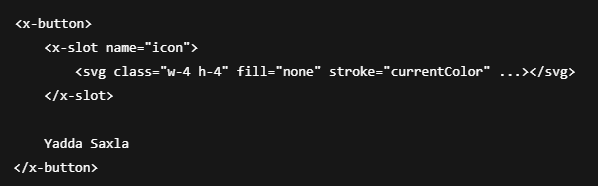 <x-button>
    <x-slot name="icon">
        <svg class="w-4 h-4" fill="none" stroke="currentColor" ...></svg>
    </x-slot>

    Yadda Saxla
</x-button>